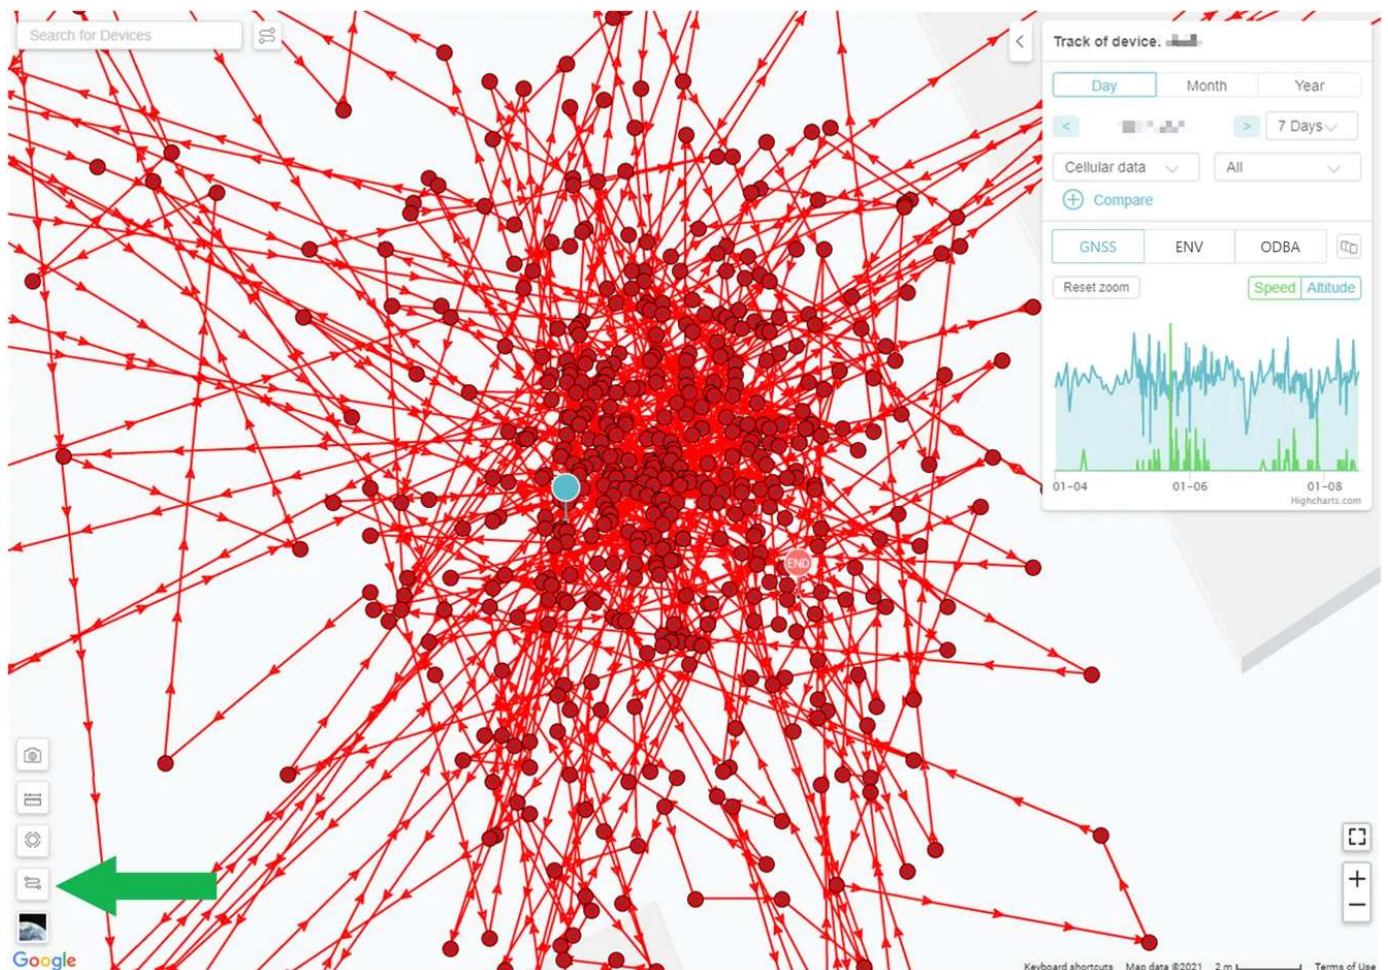 Search for Devices
Track of device:
Day Month Year
< > 7 Days
Cellular data All
Compare
GNSS ENV ODBA
Reset zoom Speed Altitude
01-04 01-06 01-08
Highcharts.com
END
Google
Keyboard shortcuts Map data ©2021 2 m Terms of Use